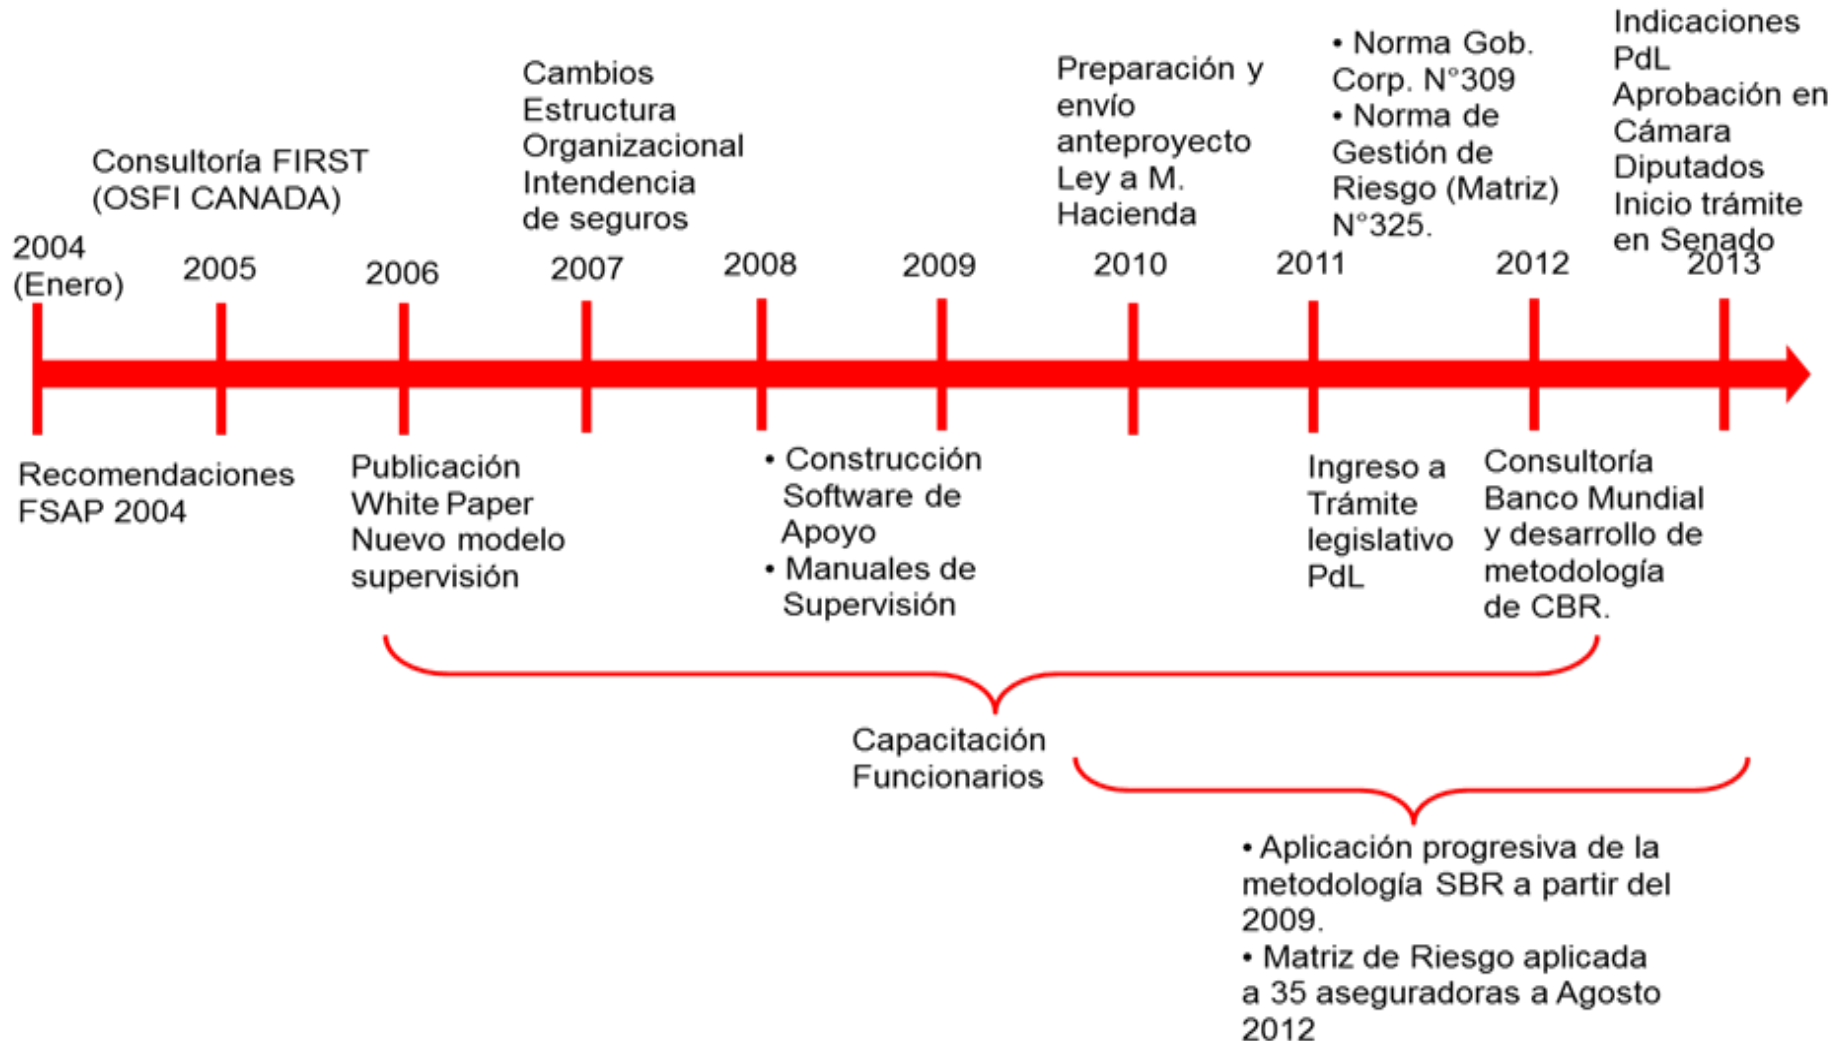 Consultoría FIRST
(OSFI CANADA)
Cambios
Estructura
Organizacional
Intendencia
de seguros
Preparación y
envío
anteproyecto
Ley a M.
Hacienda
• Norma Gob.
Corp. N°309
• Norma de
Gestión de
Riesgo (Matriz)
N°325.
Indicaciones
PdL
Aprobación en
Cámara
Diputados
Inicio trámite
en Senado
2004
(Enero)
2005
2006
2007
2008
2009
2010
2011
2012
2013
Recomendaciones
FSAP 2004
Publicación
White Paper
Nuevo modelo
supervisión
• Construcción
Software de
Apoyo
• Manuales de
Supervisión
Ingreso a
Trámite
legislativo
PdL
Consultoría
Banco Mundial
y desarrollo de
metodología
de CBR.
Capacitación
Funcionarios
• Aplicación progresiva de la
metodología SBR a partir del
2009.
• Matriz de Riesgo aplicada
a 35 aseguradoras a Agosto
2012